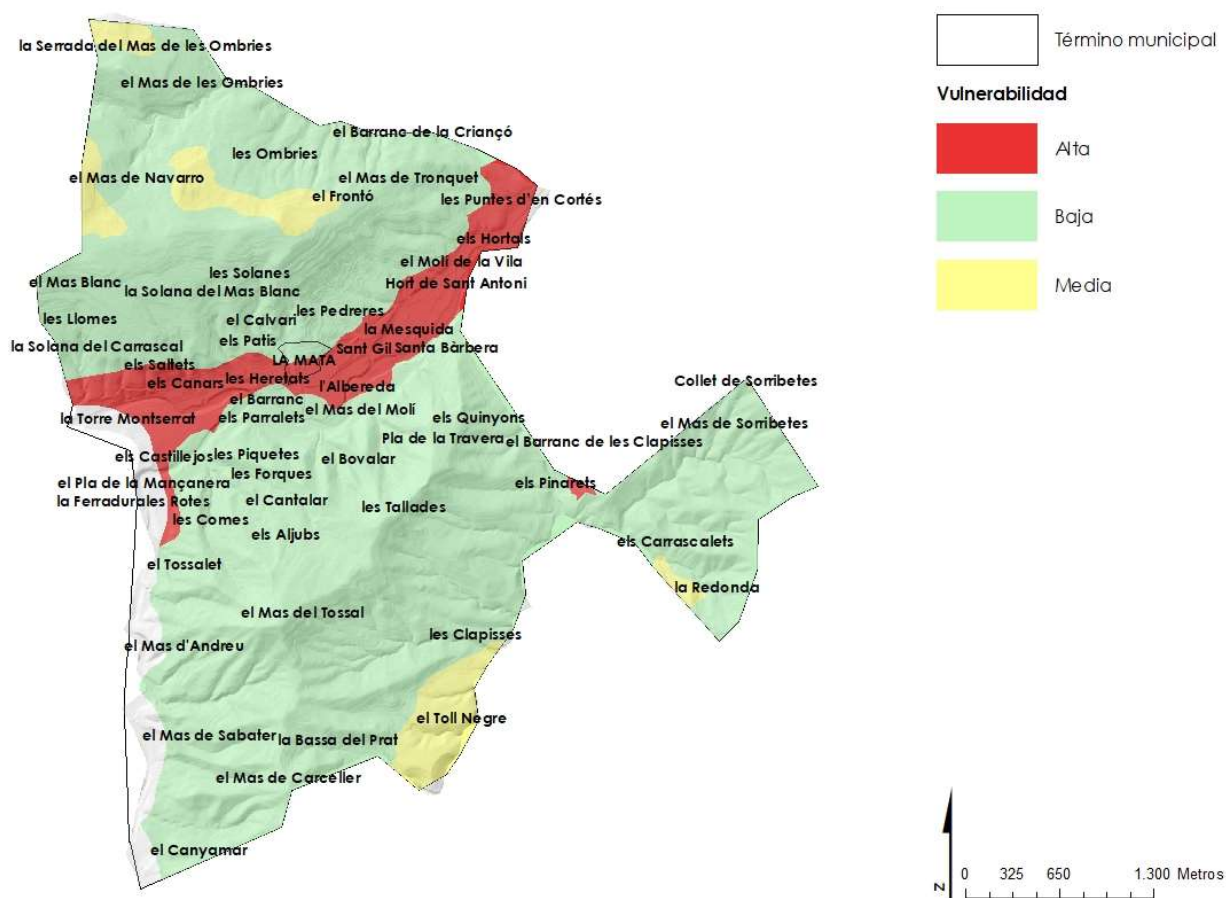 la Serrada del Mas de les Ombries
el Mas de les Ombries
el Barranc de la Criançó
les Ombries
el Mas de Navarro
el Mas de Tronquet
el Frontó
les Puntes d'en Cortés
els Hortals
el Molí de la Vila
les Solanes
el Mas Blanc
la Solana del Mas Blanc
Hort de Sant Antoni
les Pedreres
les Llomes
el Calvari
la Mesquida
els Patis
la Solana del Carrascal
Sant Gil
Santa Bàrbera
LA MATA
els Saltets
els Canars
les Heretats
l'Albereda
el Barranc
el Mas del Molí
la Torre Montserrat
els Parralets
els Quinyons
Pla de la Travera
el Barranc de les Clapisses
Collet de Sorribetes
el Mas de Sorribetes
els Castillejos
les Piquetes
el Bovalar
les Forques
el Pla de la Mançanera
els Pinarets
la Ferradurales Rotes
el Cantalar
les Tallades
les Comes
els Aljubs
els Carrascalets
el Tossalet
la Redonda
el Mas del Tossal
les Clapisses
el Mas d'Andreu
el Toll Negre
el Mas de Sabater
la Bassa del Prat
el Mas de Carceller
el Canyamar
Término municipal
Vulnerabilidad
Alta
Baja
Media
N
0 325 650 1.300 Metros